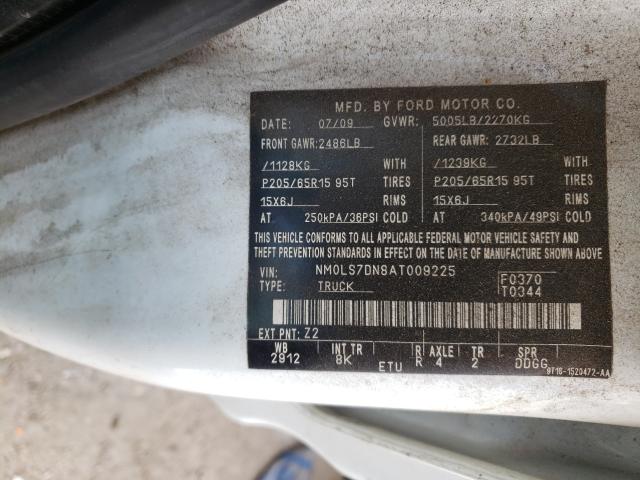 MFD. BY FORD MOTOR CO.
DATE: 07/09 GVWR: 5005LB/2270KG
FRONT GAWR: 2486LB REAR GAWR: 2732LB
/1128KG WITH /1239KG WITH
P205/65R15 95T TIRES P205/65R15 95T TIRES
15X6J RIMS 15X6J RIMS
AT 250kPA/36PSI COLD AT 340kPA/49PSI COLD
THIS VEHICLE CONFORMS TO ALL APPLICABLE FEDERAL MOTOR VEHICLE SAFETY AND
THEFT PREVENTION STANDARDS IN EFFECT ON THE DATE OF MANUFACTURE SHOWN ABOVE.
VIN: NM0LS7DN8AT009225 F0370
TYPE: TRUCK T0344
EXT PNT: Z2
WB INT TR R AXLE TR SPR
2912 8K R 4 2 DDGG
ETU 9T16-1520472-AA